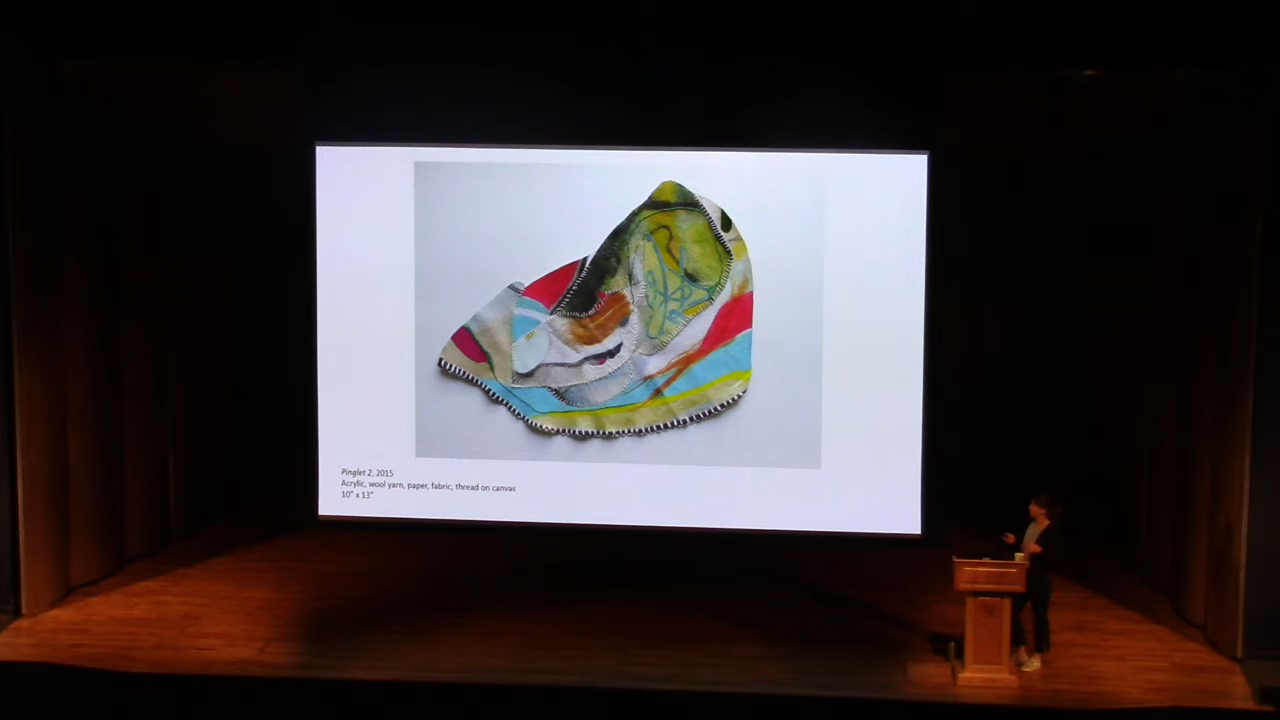 Pinglet 2, 2015
Acrylic, wool yarn, paper, fabric, thread on canvas
10" x 13"